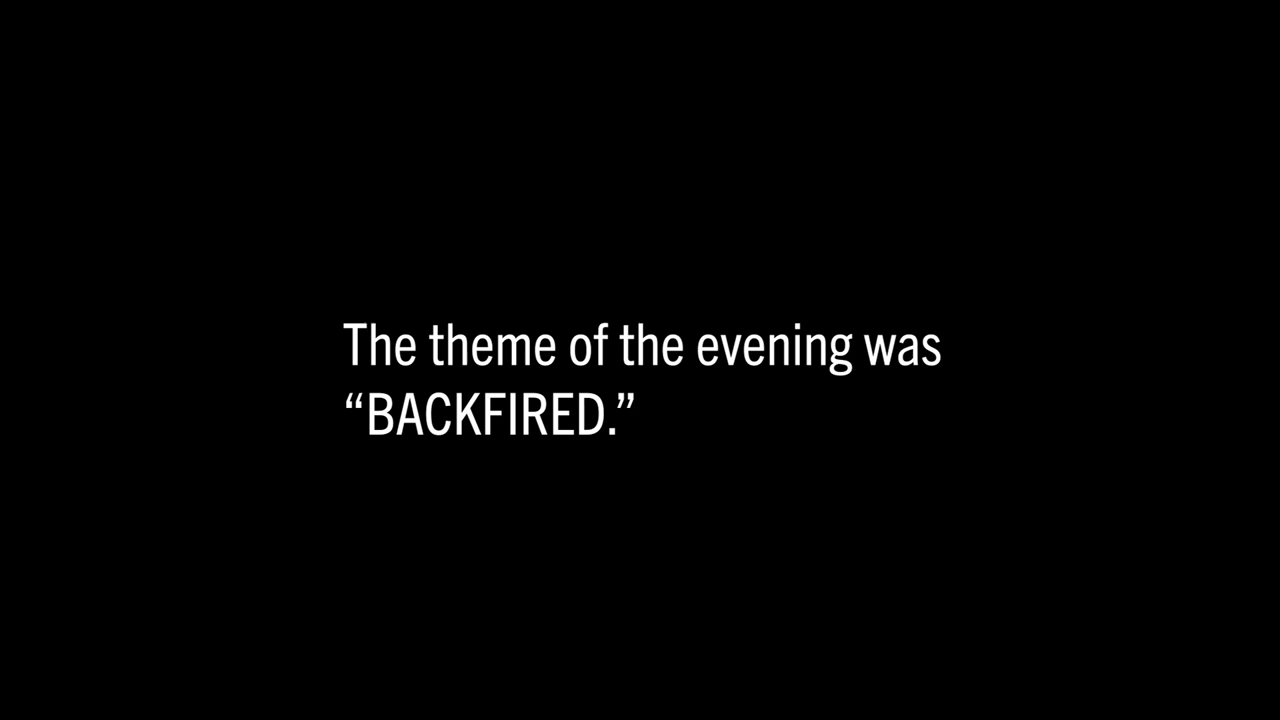 The theme of the evening was
“BACKFIRED.”